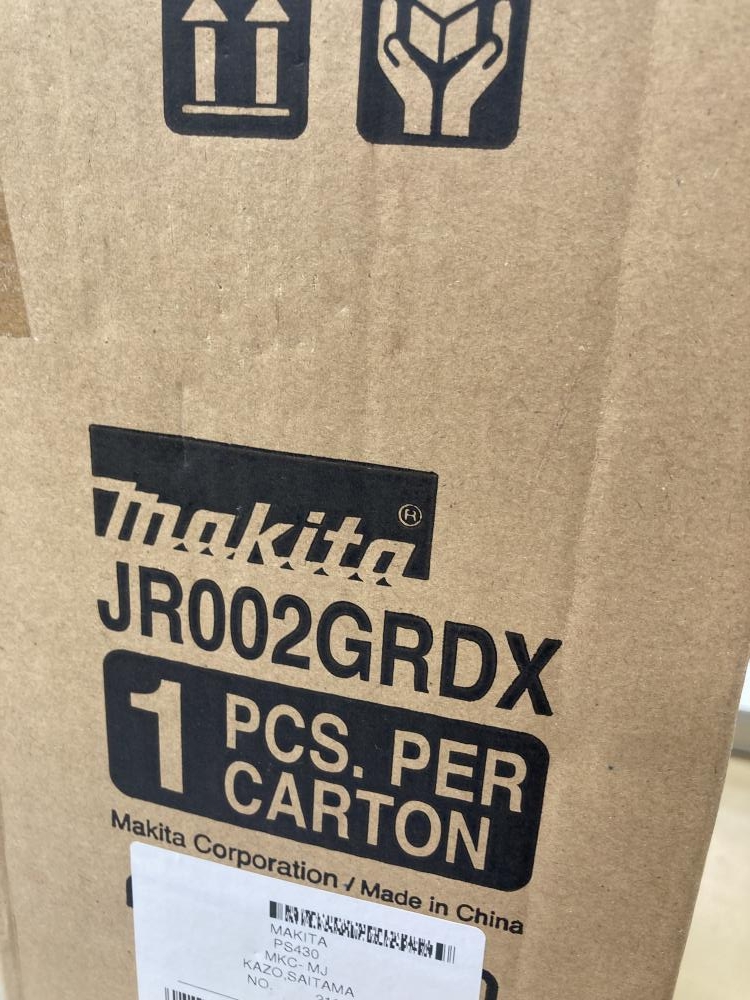 makita®
JR002GRDX
1 PCS. PER
CARTON
Makita Corporation / Made in China
MAKITA
PS430
MKC- MJ
KAZO,SAITAMA
NO.